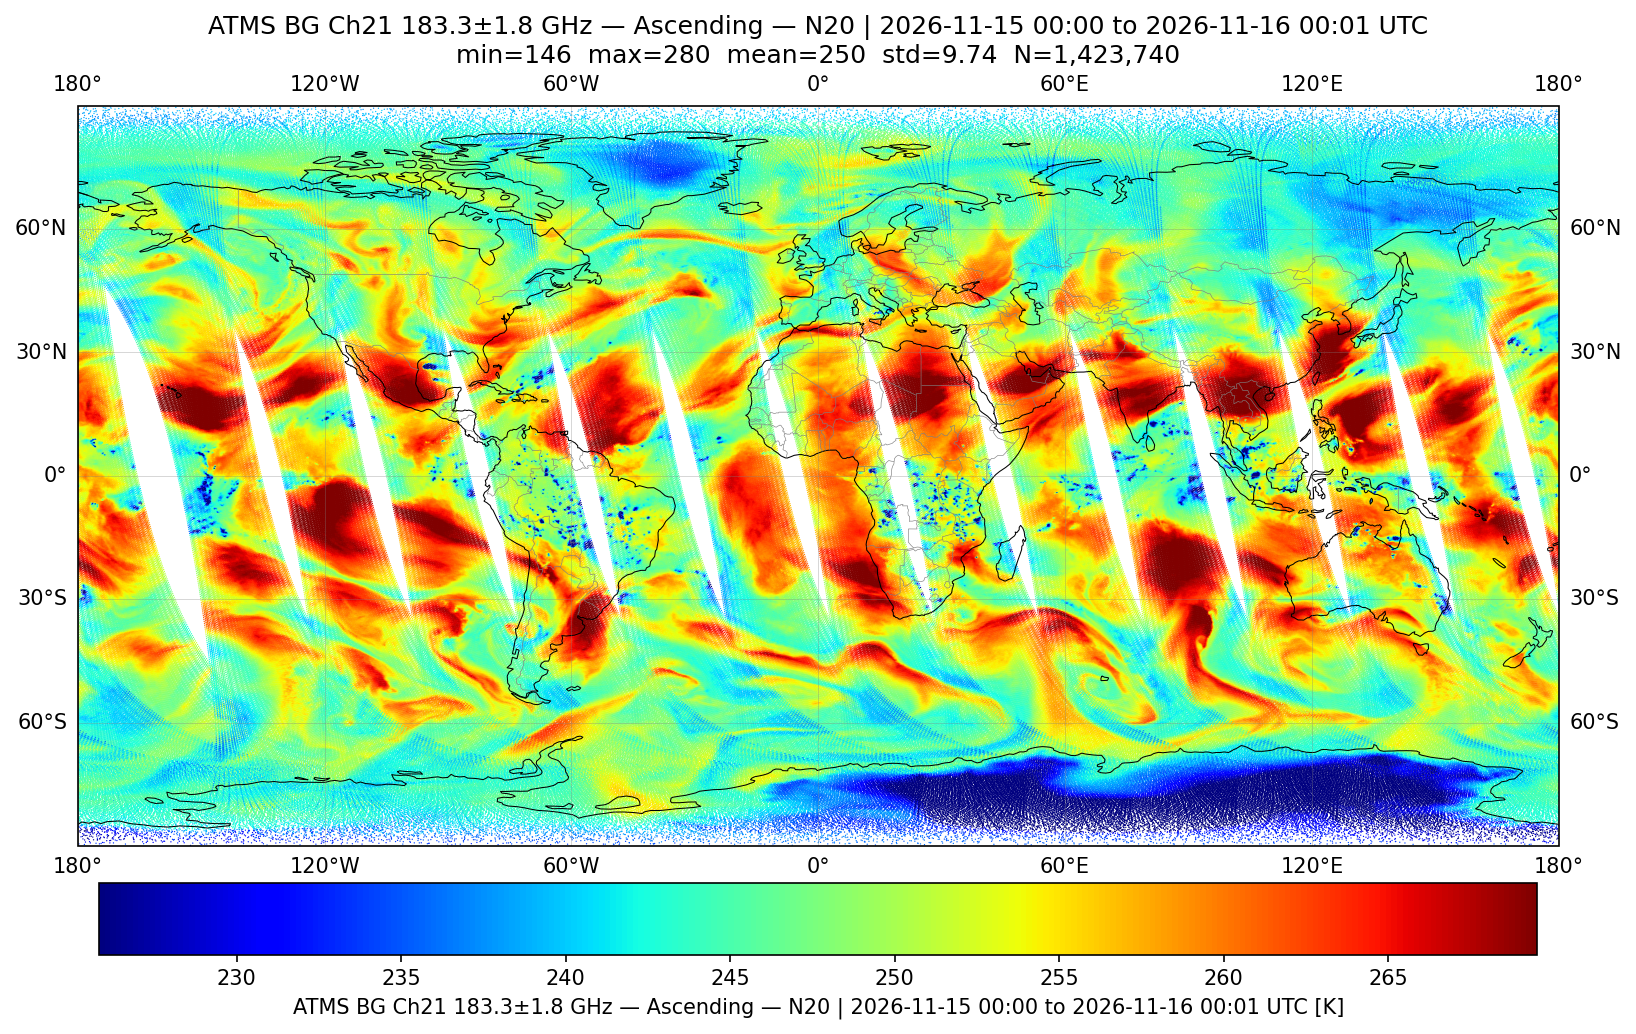 ATMS BG Ch21 183.3±1.8 GHz — Ascending — N20 | 2026-11-15 00:00 to 2026-11-16 00:01 UTC
min=146 max=280 mean=250 std=9.74 N=1,423,740
180° 120°W 60°W 0° 60°E 120°E 180°
60°N 60°N
30°N 30°N
0° 0°
30°S 30°S
60°S 60°S
180° 120°W 60°W 0° 60°E 120°E 180°
230 235 240 245 250 255 260 265
ATMS BG Ch21 183.3±1.8 GHz — Ascending — N20 | 2026-11-15 00:00 to 2026-11-16 00:01 UTC [K]